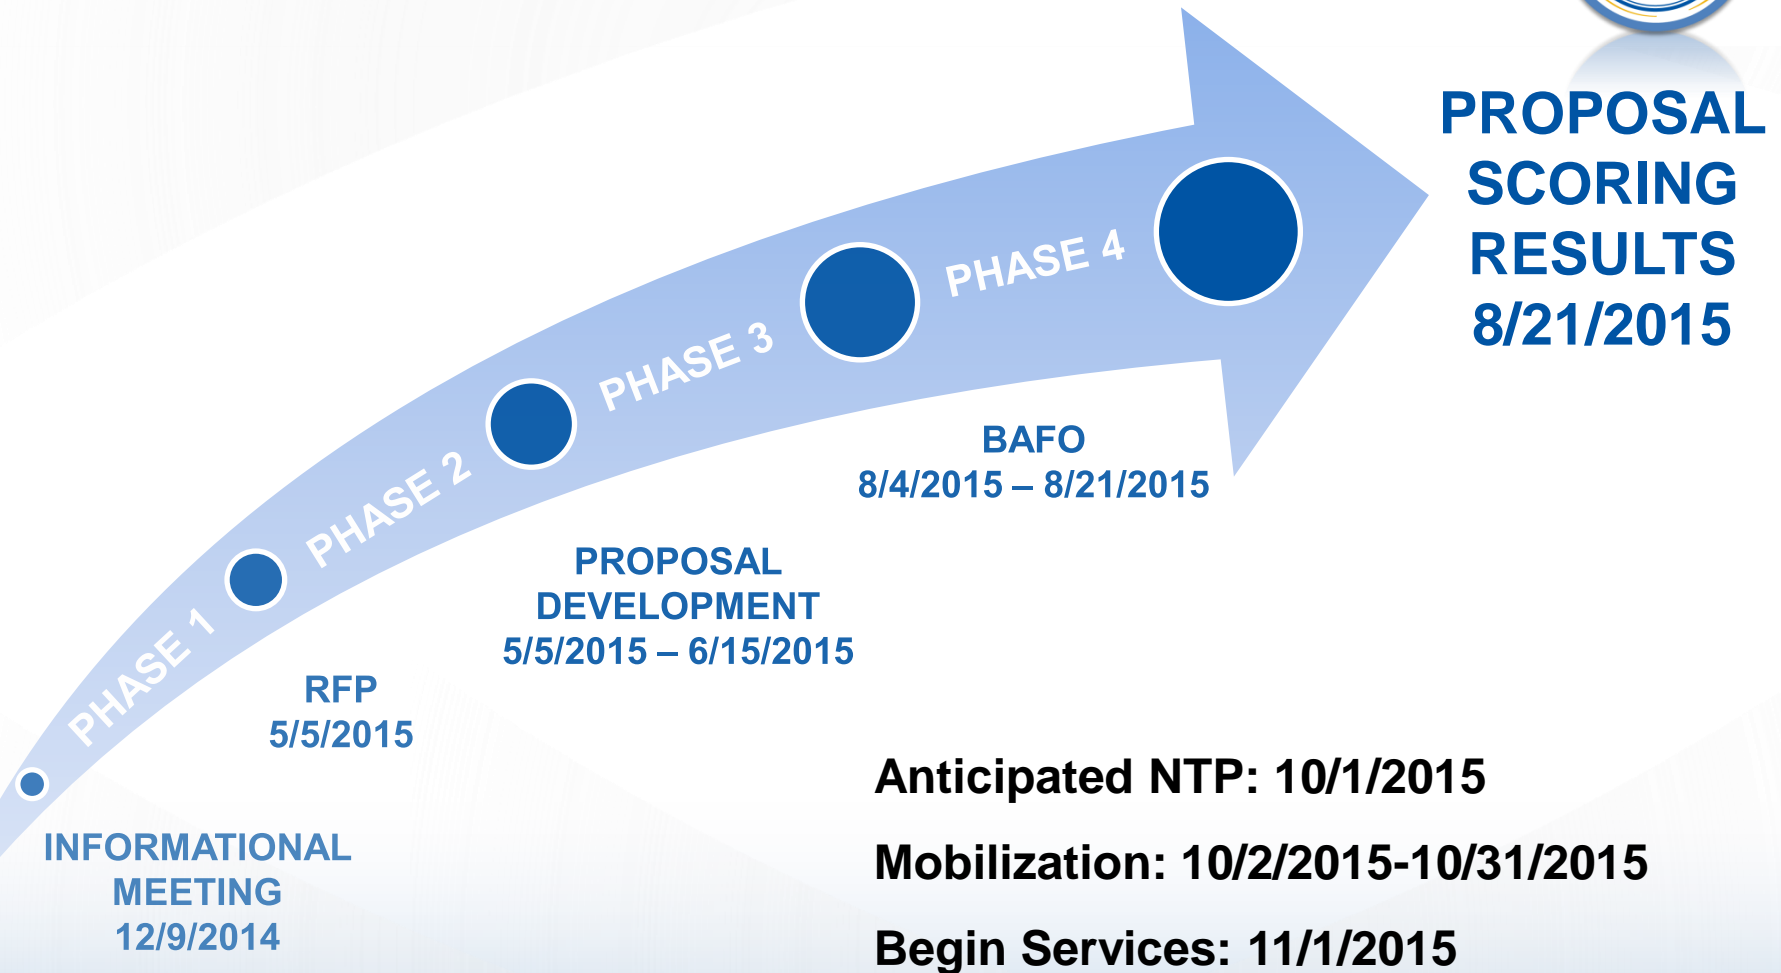 PROPOSAL
SCORING
RESULTS
8/21/2015
PHASE 4
PHASE 3
BAFO
8/4/2015 – 8/21/2015
PHASE 2
PROPOSAL
DEVELOPMENT
5/5/2015 – 6/15/2015
PHASE 1
RFP
5/5/2015
INFORMATIONAL
MEETING
12/9/2014
Anticipated NTP: 10/1/2015
Mobilization: 10/2/2015-10/31/2015
Begin Services: 11/1/2015